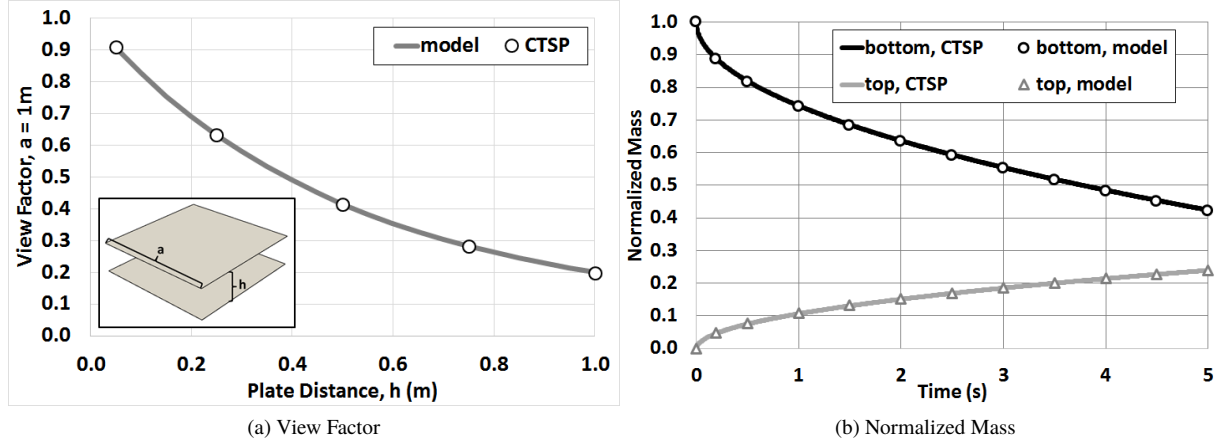 1.0
0.9
0.8
0.7
0.6
0.5
0.4
0.3
0.2
0.1
0.0
View Factor, a = 1m
model CTSP
a
h
0.0 0.2 0.4 0.6 0.8 1.0
Plate Distance, h (m)
(a) View Factor
1.0
0.9
0.8
0.7
0.6
0.5
0.4
0.3
0.2
0.1
0.0
Normalized Mass
bottom, CTSP bottom, model
top, CTSP top, model
0 1 2 3 4 5
Time (s)
(b) Normalized Mass